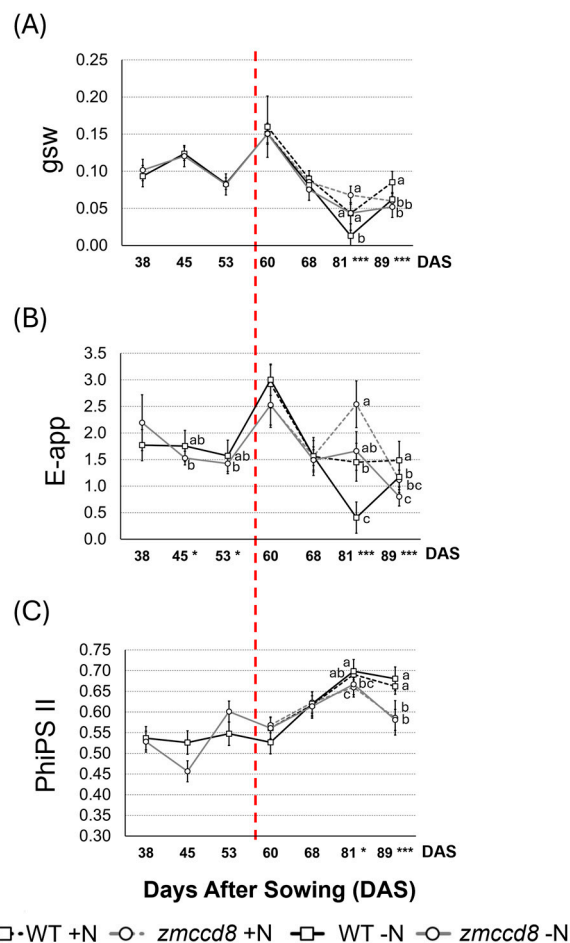 (A)
gsw
0.25
0.20
0.15
0.10
0.05
0.00
a
a
a
a
b
b
b
b
38 45 53 60 68 81 *** 89 *** DAS
(B)
E-app
3.5
3.0
2.5
2.0
1.5
1.0
0.5
0.0
ab
b
ab
b
a
ab
b
c
a
b
bc
c
38 45 * 53 * 60 68 81 *** 89 *** DAS
(C)
PhiPS II
0.75
0.70
0.65
0.60
0.55
0.50
0.45
0.40
0.35
0.30
a
ab
bc
c
a
a
b
b
38 45 53 60 68 81 * 89 *** DAS
Days After Sowing (DAS)
WT +N zmccd8 +N WT -N zmccd8 -N